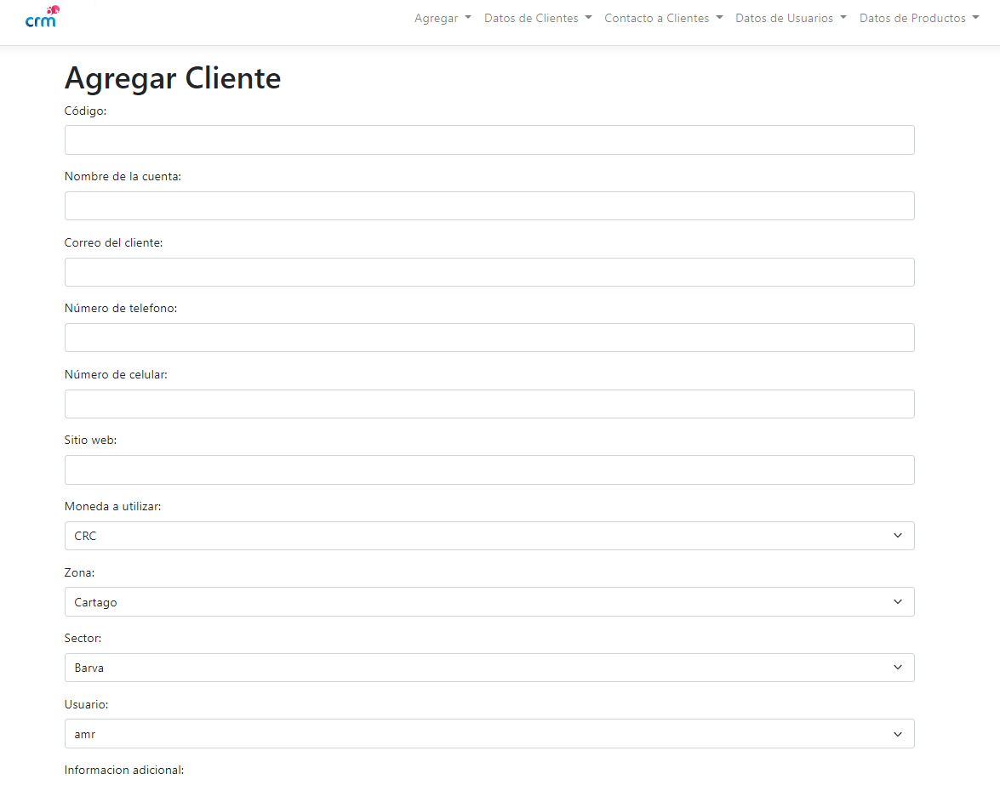 crm
Agregar Datos de Clientes Contacto a Clientes Datos de Usuarios Datos de Productos
Agregar Cliente
Código:
Nombre de la cuenta:
Correo del cliente:
Número de telefono:
Número de celular:
Sitio web:
Moneda a utilizar:
CRC
Zona:
Cartago
Sector:
Barva
Usuario:
amr
Informacion adicional: